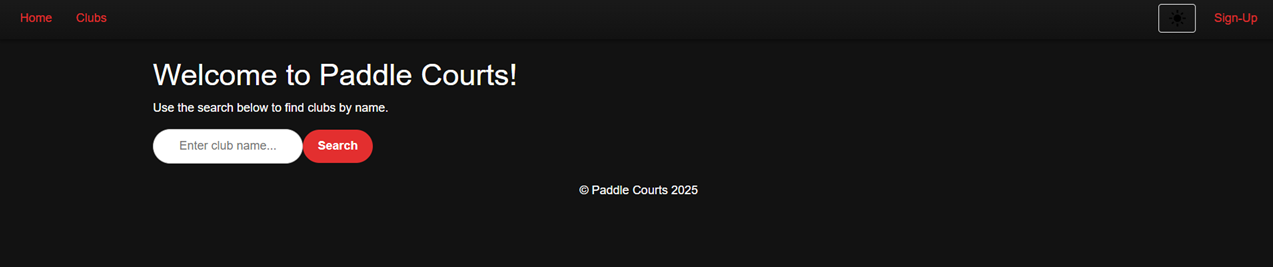 Home Clubs Sign-Up
Welcome to Paddle Courts!
Use the search below to find clubs by name.
Enter club name... Search
© Paddle Courts 2025